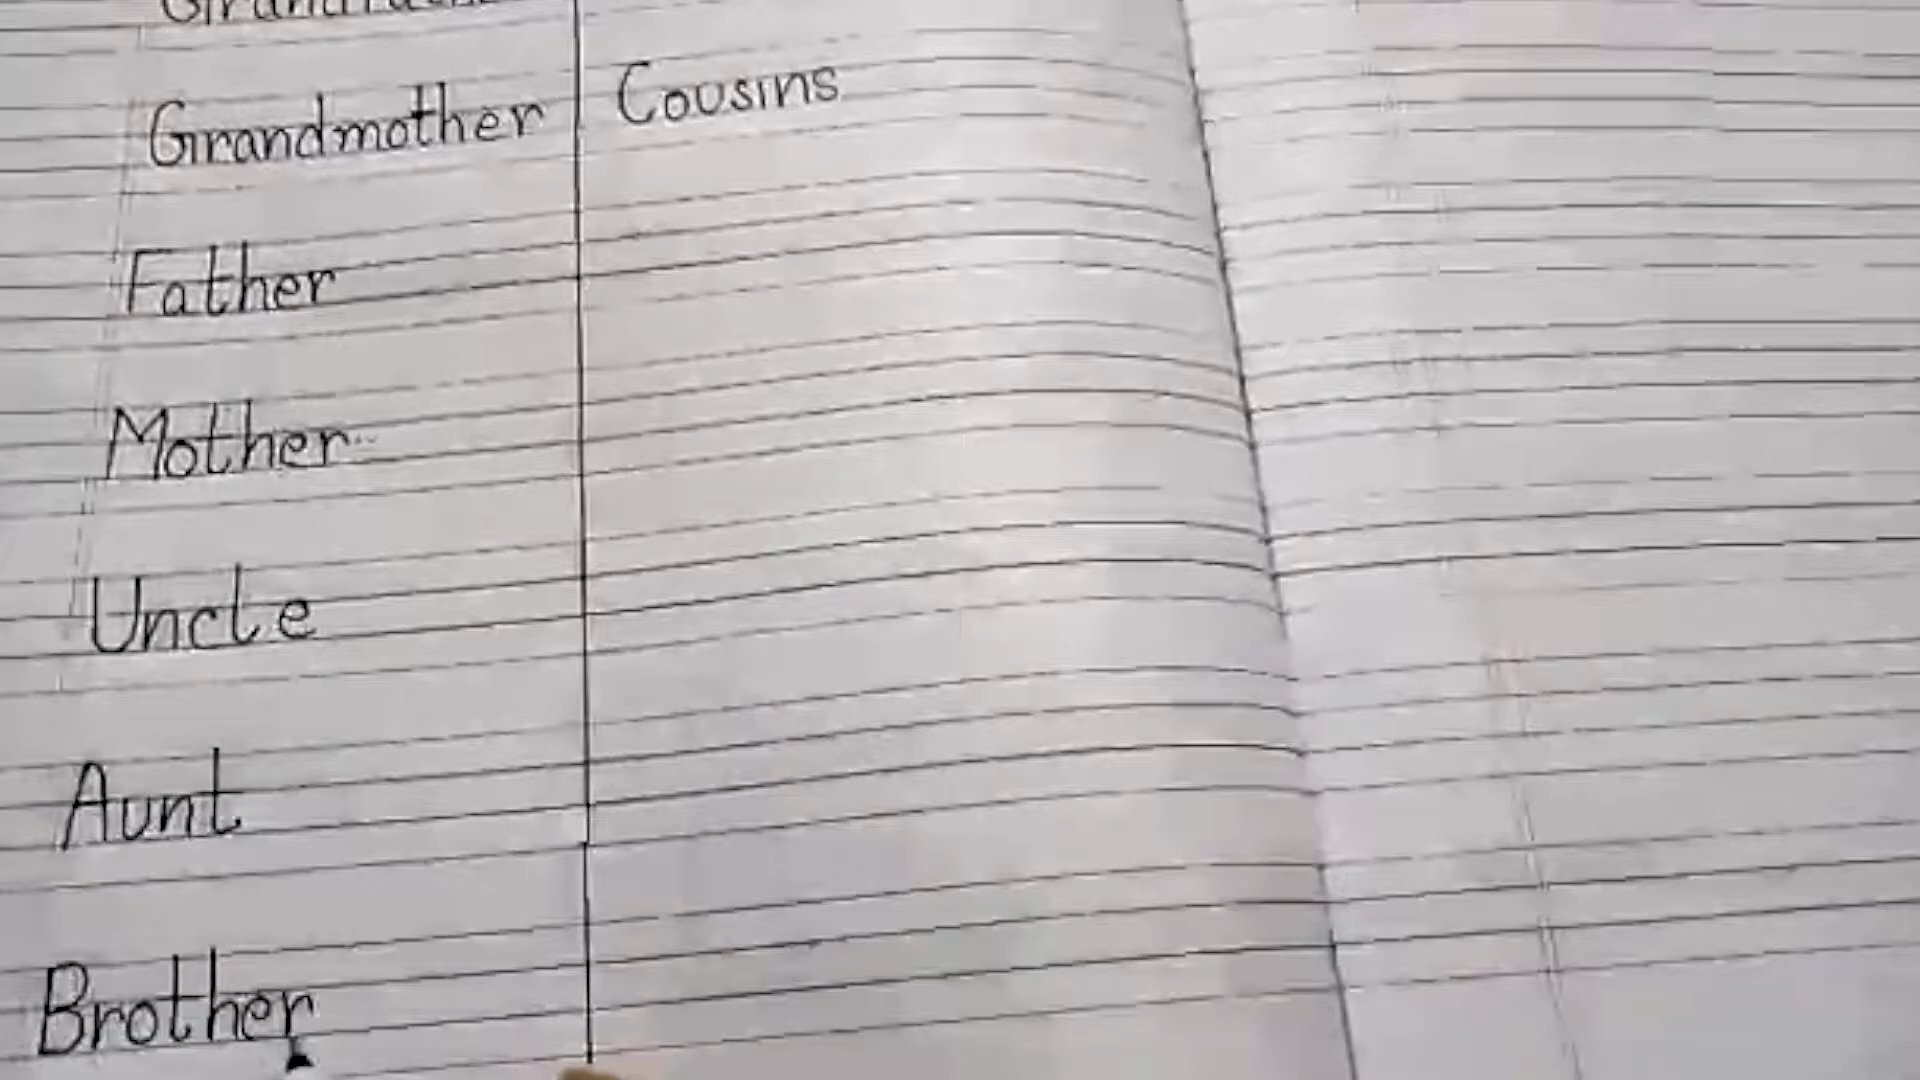 Grandmother Cousins
Father
Mother
Uncle
Aunt
Brother